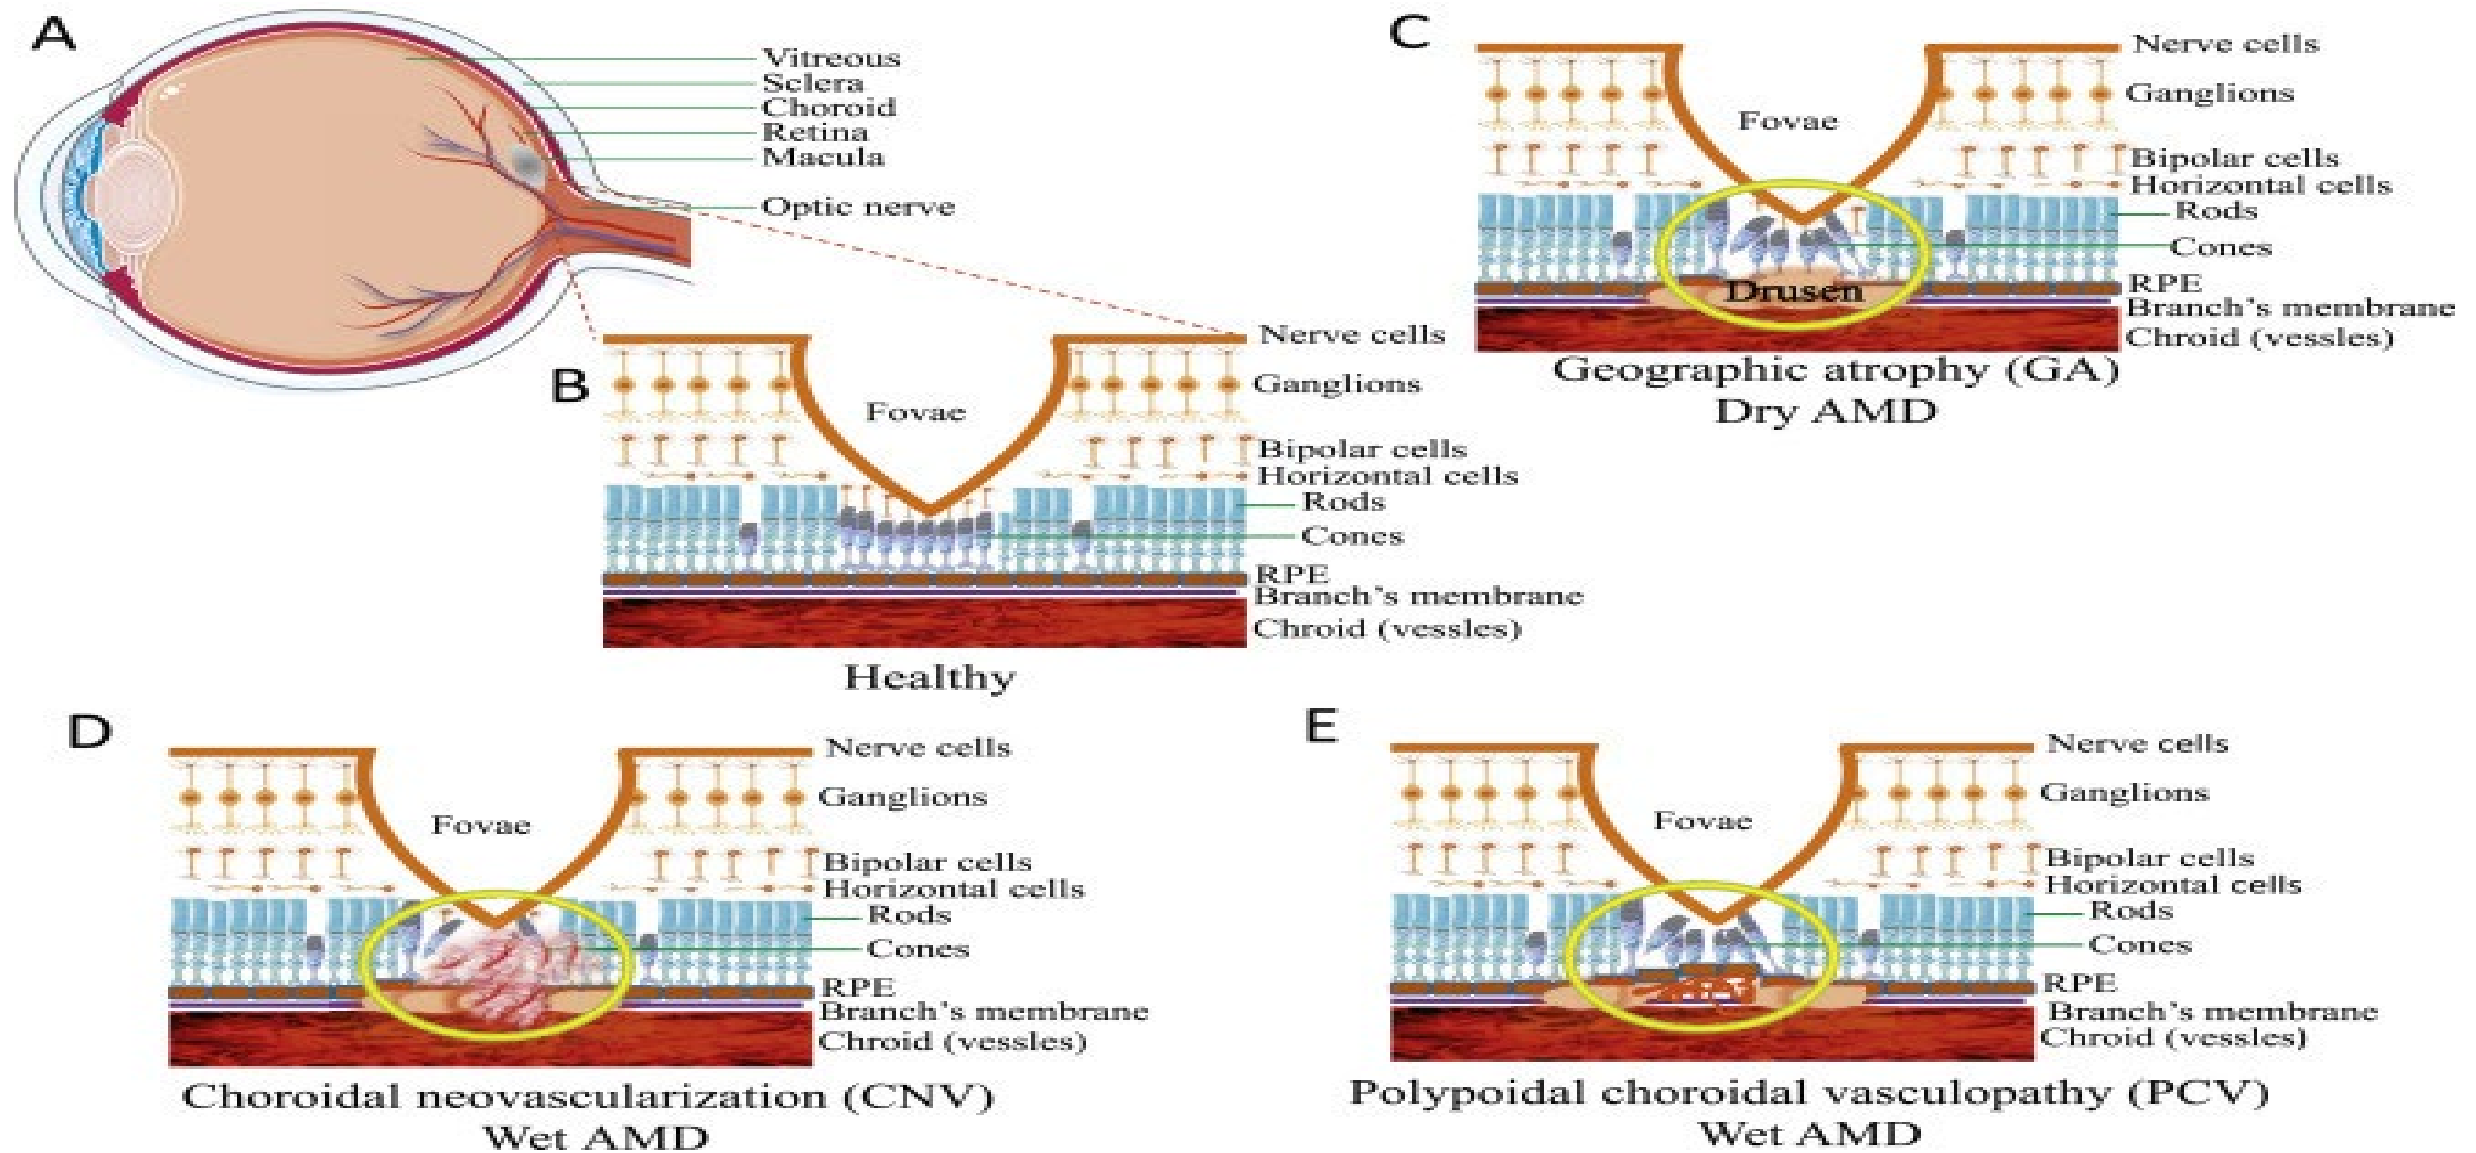 A
Vitreous
Sclera
Choroid
Retina
Macula
Optic nerve
B
Nerve cells
Ganglions
Fovae
Bipolar cells
Horizontal cells
Rods
Cones
RPE
Branch's membrane
Chroid (vessles)
Healthy
C
Nerve cells
Ganglions
Fovae
Bipolar cells
Horizontal cells
Rods
Cones
RPE
Drusen
Branch's membrane
Chroid (vessles)
Geographic atrophy (GA)
Dry AMD
D
Nerve cells
Ganglions
Fovae
Bipolar cells
Horizontal cells
Rods
Cones
RPE
Branch's membrane
Chroid (vessles)
Choroidal neovascularization (CNV)
Wet AMD
E
Nerve cells
Ganglions
Fovae
Bipolar cells
Horizontal cells
Rods
Cones
RPE
Branch's membrane
Chroid (vessles)
Polypoidal choroidal vasculopathy (PCV)
Wet AMD